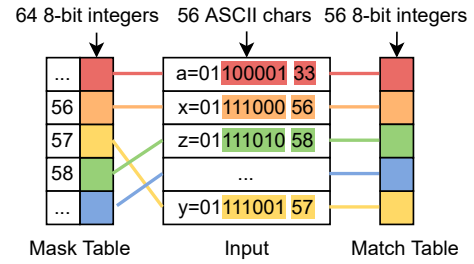 64 8-bit integers 56 ASCII chars 56 8-bit integers
... a=01100001 33
56 x=01111000 56
57 z=01111010 58
58 ...
... y=01111001 57
Mask Table Input Match Table